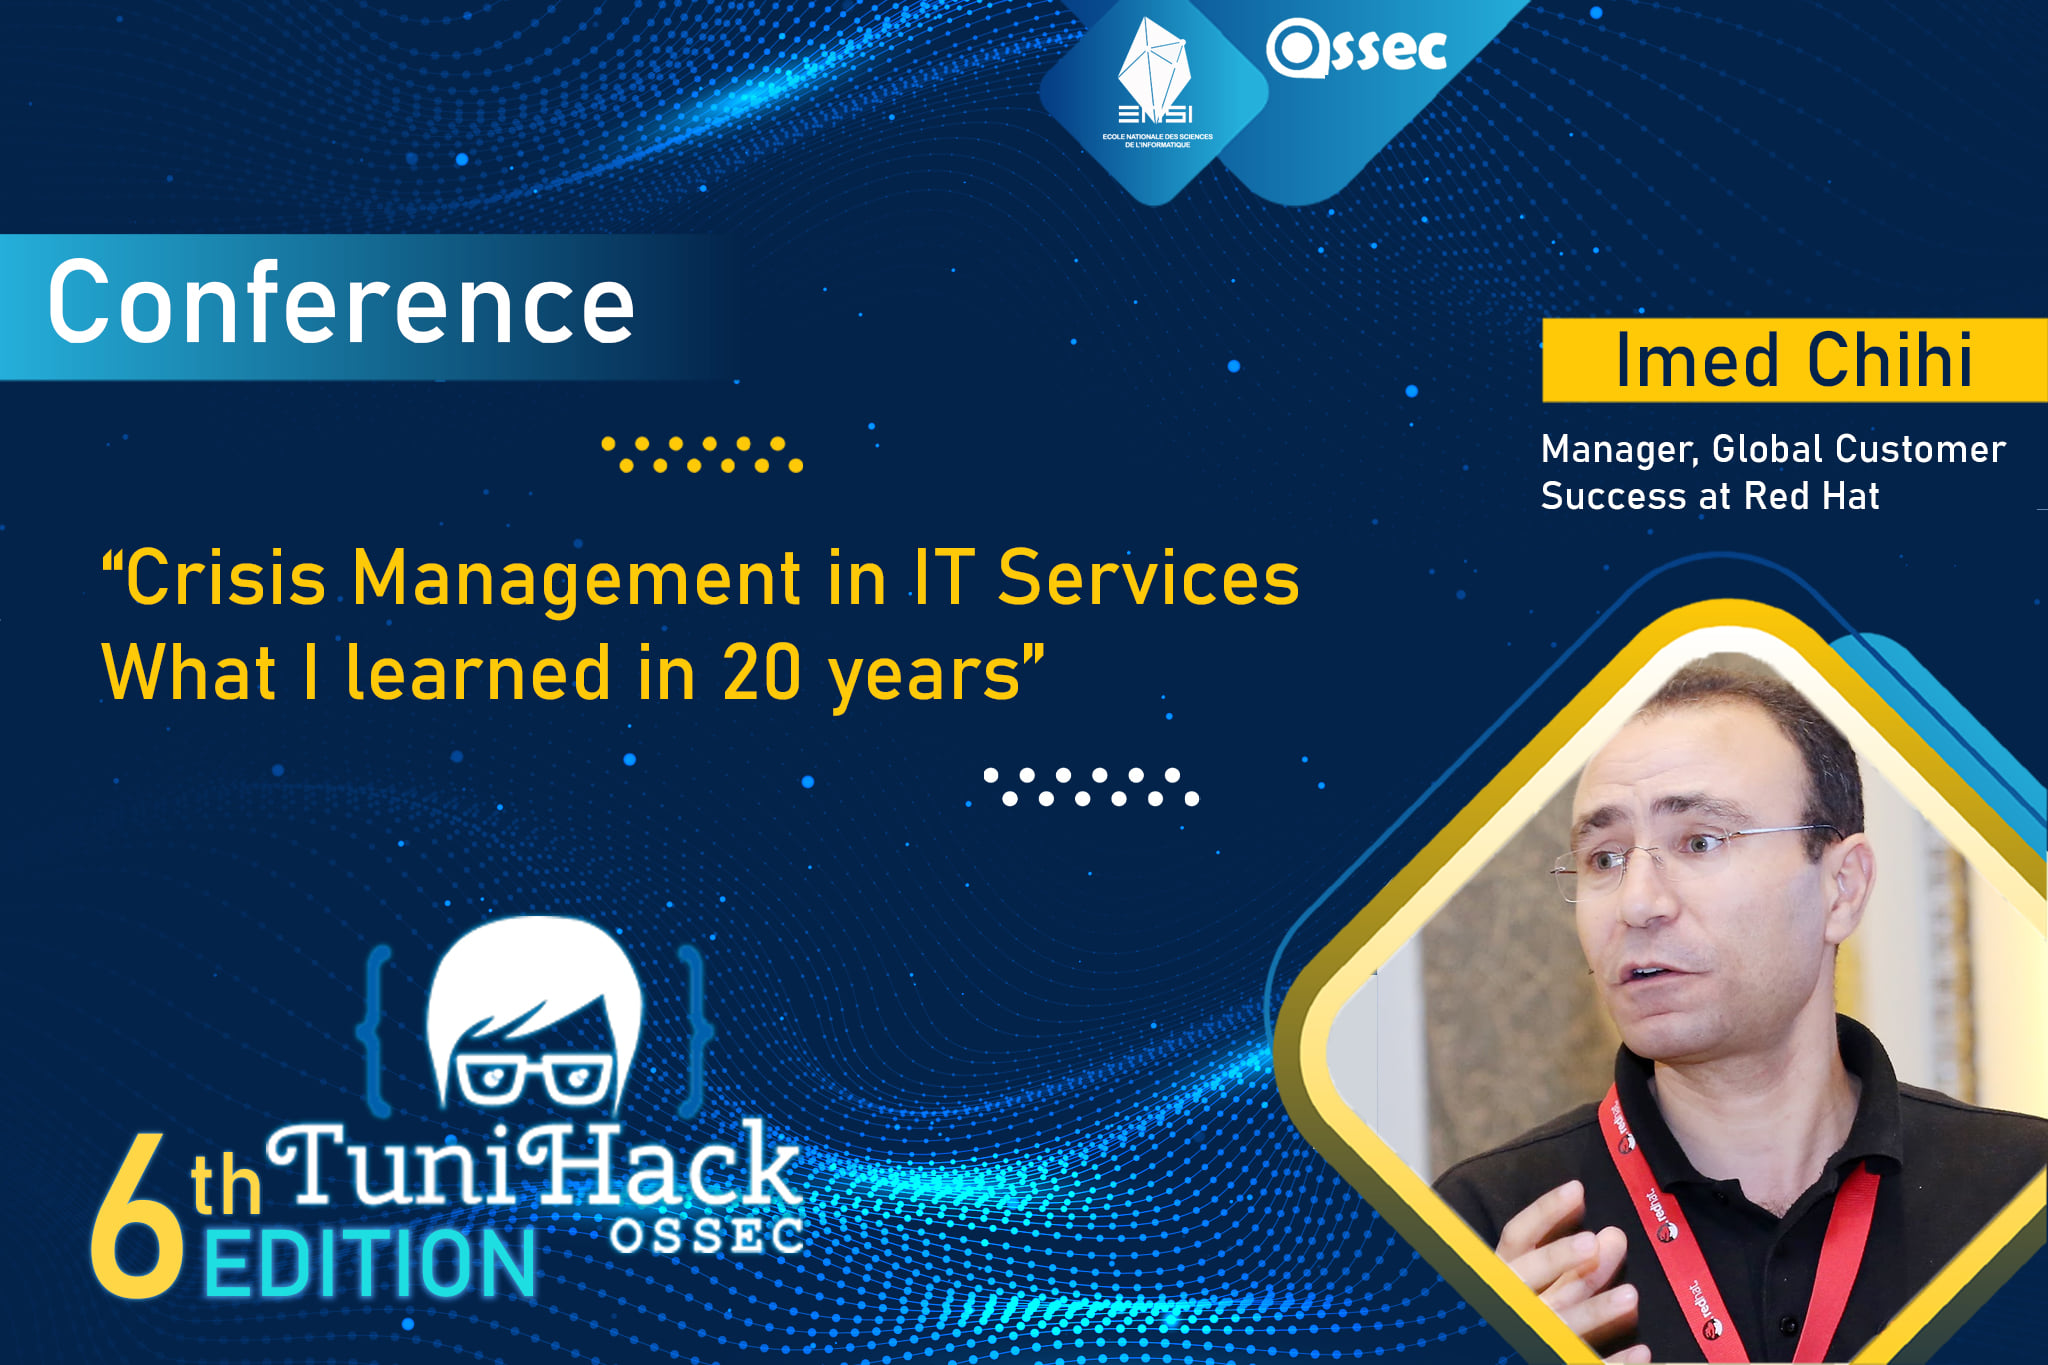 ENSI
ECOLE NATIONALE DES SCIENCES
DE L'INFORMATIQUE
Ossec
Conference
Imed Chihi
Manager, Global Customer
Success at Red Hat
“Crisis Management in IT Services
What I learned in 20 years”
6th
EDITION
TuniHack
OSSEC
redhat.
redhat.
redhat.